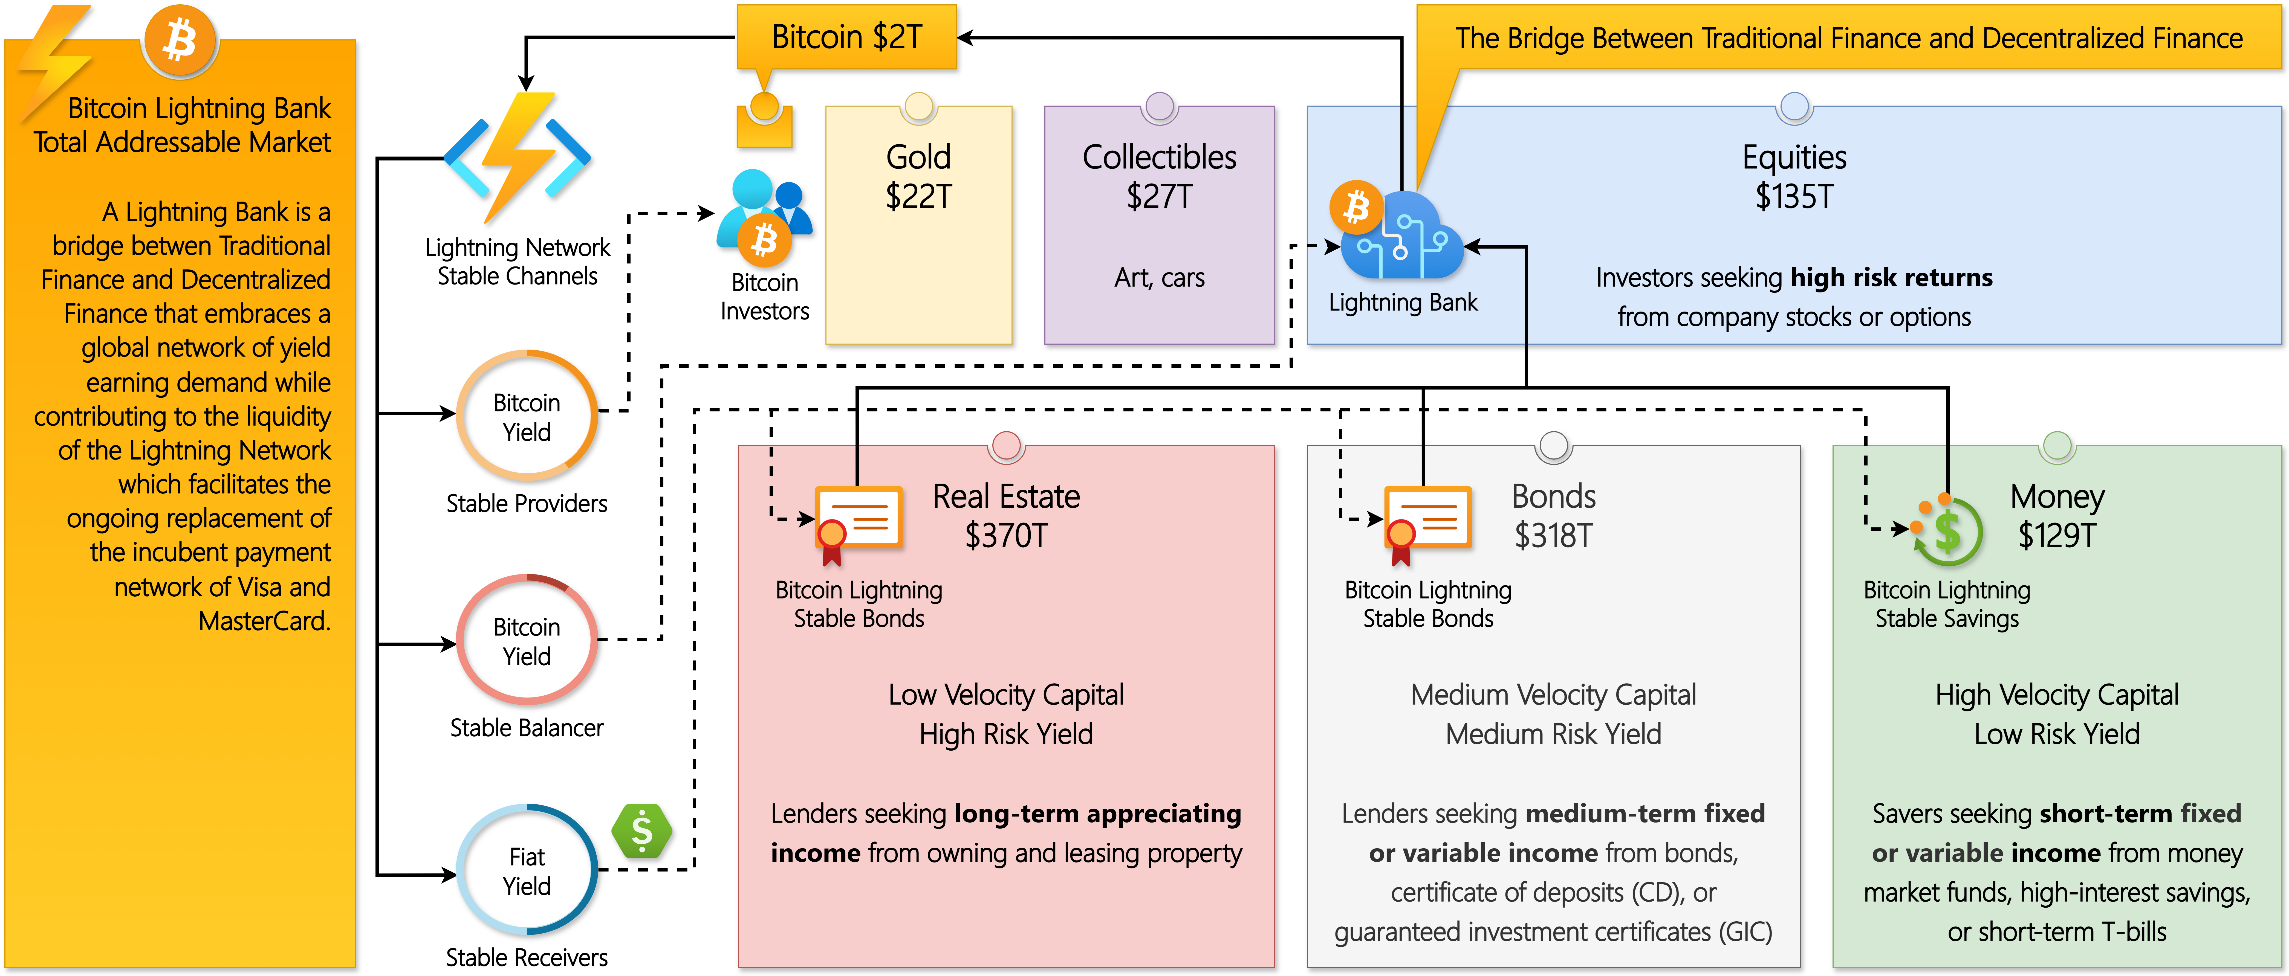 Bitcoin Lightning Bank
Total Addressable Market
A Lightning Bank is a
bridge betwen Traditional
Finance and Decentralized
Finance that embraces a
global network of yield
earning demand while
contributing to the liquidity
of the Lightning Network
which facilitates the
ongoing replacement of
the incubent payment
network of Visa and
MasterCard.
Bitcoin $2T
The Bridge Between Traditional Finance and Decentralized Finance
Lightning Network
Stable Channels
Bitcoin
Investors
Gold
$22T
Collectibles
$27T
Art, cars
Lightning Bank
Equities
$135T
Investors seeking high risk returns
from company stocks or options
Bitcoin
Yield
Stable Providers
Bitcoin
Yield
Stable Balancer
Fiat
Yield
Stable Receivers
Real Estate
$370T
Bitcoin Lightning
Stable Bonds
Low Velocity Capital
High Risk Yield
Lenders seeking long-term appreciating
income from owning and leasing property
Bonds
$318T
Bitcoin Lightning
Stable Bonds
Medium Velocity Capital
Medium Risk Yield
Lenders seeking medium-term fixed
or variable income from bonds,
certificate of deposits (CD), or
guaranteed investment certificates (GIC)
Money
$129T
Bitcoin Lightning
Stable Savings
High Velocity Capital
Low Risk Yield
Savers seeking short-term fixed
or variable income from money
market funds, high-interest savings,
or short-term T-bills